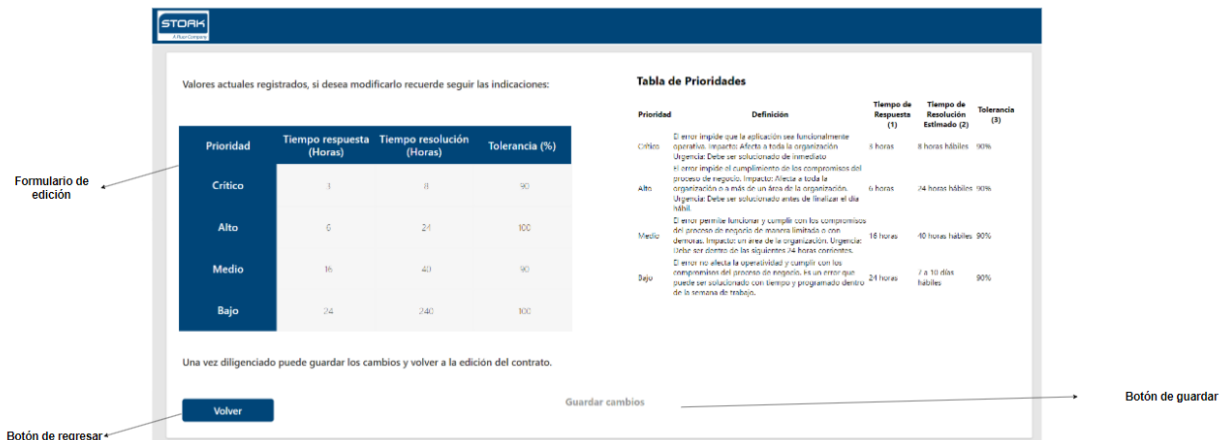 STORK
A Fluor Company
Valores actuales registrados, si desea modificarlo recuerde seguir las indicaciones:
Prioridad Tiempo respuesta (Horas) Tiempo resolución (Horas) Tolerancia (%)
Crítico 3 8 90
Alto 6 24 100
Medio 16 40 90
Bajo 24 240 100
Una vez diligenciado puede guardar los cambios y volver a la edición del contrato.
Volver
Guardar cambios
Tabla de Prioridades
Prioridad Definición Tiempo de Respuesta (1) Tiempo de Resolución Estimado (2) Tolerancia (3)
El error impide que la aplicación sea funcionalmente
Crítico operativa. Impacto: Afecta a toda la organización 3 horas 8 horas hábiles 90%
Urgencia: Debe ser solucionado de inmediato
El error impide el cumplimiento de los compromisos del
proceso de negocio. Impacto: Afecta a toda la
Alto organización o a más de un área de la organización. 6 horas 24 horas hábiles 90%
Urgencia: Debe ser solucionado antes de finalizar el día
hábil.
El error permite funcionar y cumplir con los compromisos
del proceso de negocio de manera limitada o con
Medio demoras. Impacto: un área de la organización. Urgencia: 16 horas 40 horas hábiles 90%
Debe ser dentro de las siguientes 24 horas corrientes.
El error no afecta la operatividad y cumplir con los
compromisos del proceso de negocio. Es un error que
Bajo puede ser solucionado con tiempo y programado dentro 24 horas 7 a 10 días hábiles 90%
de la semana de trabajo.
Formulario de
edición
Botón de regresar
Botón de guardar